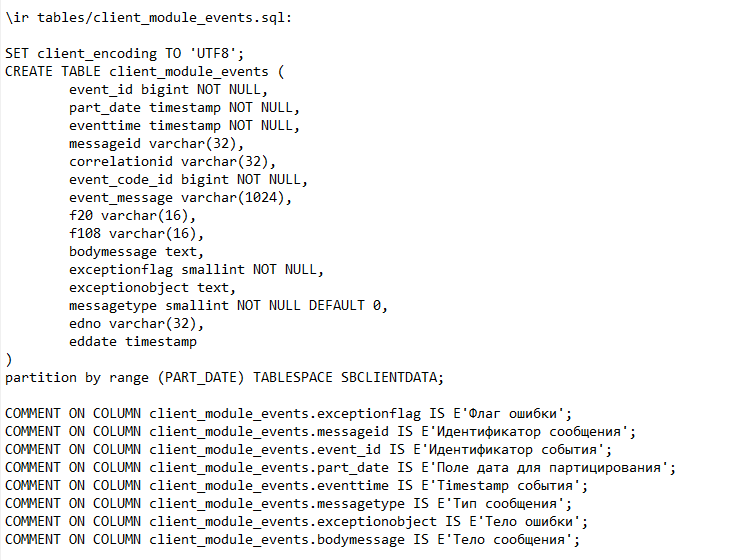 \ir tables/client_module_events.sql:
SET client_encoding TO 'UTF8';
CREATE TABLE client_module_events (
event_id bigint NOT NULL,
part_date timestamp NOT NULL,
eventtime timestamp NOT NULL,
messageid varchar(32),
correlationid varchar(32),
event_code_id bigint NOT NULL,
event_message varchar(1024),
f20 varchar(16),
f108 varchar(16),
bodymessage text,
exceptionflag smallint NOT NULL,
exceptionobject text,
messagetype smallint NOT NULL DEFAULT 0,
edno varchar(32),
eddate timestamp
)
partition by range (PART_DATE) TABLESPACE SBCLIENTDATA;
COMMENT ON COLUMN client_module_events.exceptionflag IS E'Флаг ошибки';
COMMENT ON COLUMN client_module_events.messageid IS E'Идентификатор сообщения';
COMMENT ON COLUMN client_module_events.event_id IS E'Идентификатор события';
COMMENT ON COLUMN client_module_events.part_date IS E'Поле дата для партицирования';
COMMENT ON COLUMN client_module_events.eventtime IS E'Timestamp события';
COMMENT ON COLUMN client_module_events.messagetype IS E'Тип сообщения';
COMMENT ON COLUMN client_module_events.exceptionobject IS E'Тело ошибки';
COMMENT ON COLUMN client_module_events.bodymessage IS E'Тело сообщения';